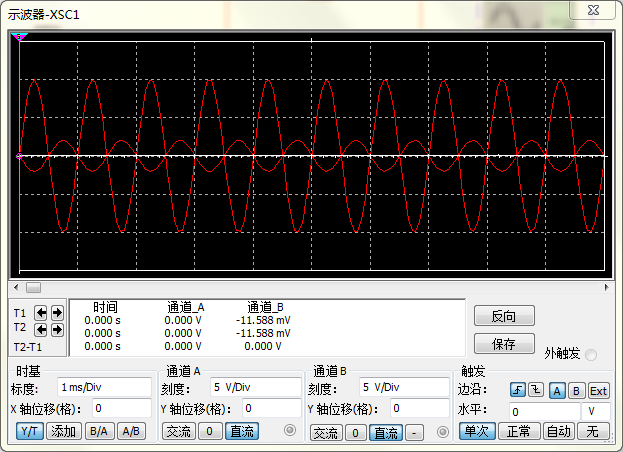 示波器-XSC1
时间 通道_A 通道_B
T1 0.000 s 0.000 V -11.588 mV
T2 0.000 s 0.000 V -11.588 mV
T2-T1 0.000 s 0.000 V 0.000 V
反向
保存
外触发
时基 通道 A 通道 B 触发
标度: 1 ms/Div 刻度: 5 V/Div 刻度: 5 V/Div 边沿: A B Ext
X 轴位移(格): 0 Y 轴位移(格): 0 Y 轴位移(格): 0 水平: 0 V
Y/T 添加 B/A A/B 交流 0 直流 交流 0 直流 - 单次 正常 自动 无